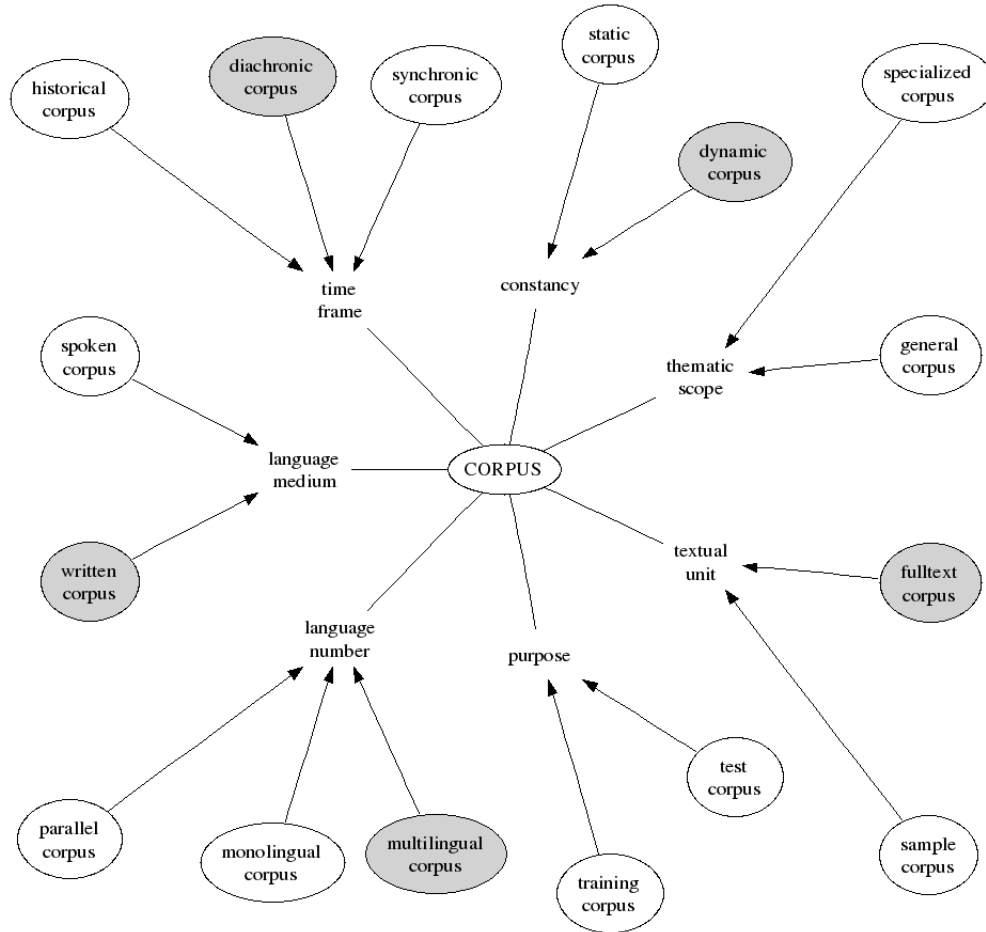 static
corpus
diachronic
corpus
synchronic
corpus
historical
corpus
specialized
corpus
dynamic
corpus
time
frame
constancy
spoken
corpus
general
corpus
thematic
scope
language
medium
CORPUS
written
corpus
textual
unit
fulltext
corpus
language
number
purpose
test
corpus
parallel
corpus
monolingual
corpus
multilingual
corpus
training
corpus
sample
corpus